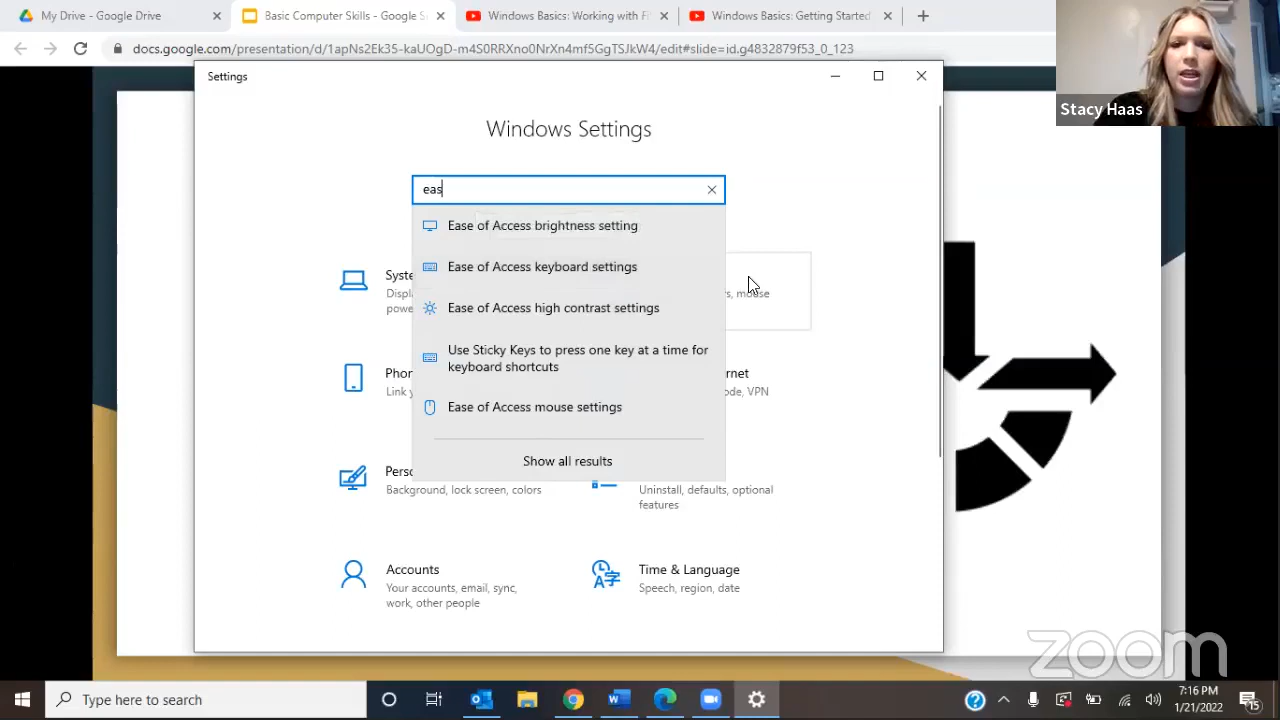 My Drive - Google Drive
Basic Computer Skills - Google S
Windows Basics: Working with F
Windows Basics: Getting Started
docs.google.com/presentation/d/1apNs2Ek35-kaUOgD-m4S0RRXno0NrXn4mf5GgTSJkW4/edit#slide=id.g4832879f53_0_123
Stacy Haas
Settings
Windows Settings
eas
Ease of Access brightness setting
Ease of Access keyboard settings
Ease of Access high contrast settings
Use Sticky Keys to press one key at a time for
keyboard shortcuts
Ease of Access mouse settings
Show all results
Syste
Displa
powe
s, mouse
Phon
Link y
rnet
ode, VPN
Perso
Background, lock screen, colors
Uninstall, defaults, optional
features
Accounts
Your accounts, email, sync,
work, other people
Time & Language
Speech, region, date
zoom
Type here to search
7:16 PM
1/21/2022
15